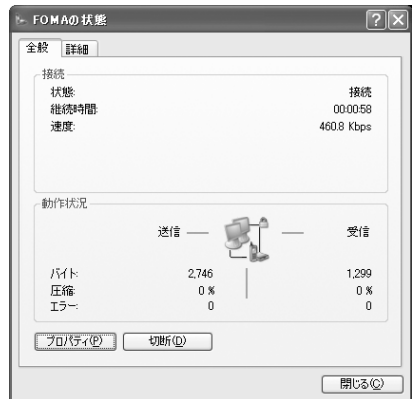 FOMAの状態
全般 詳細
接続
状態: 接続
継続時間: 00:00:58
速度: 460.8 Kbps
動作状況
送信 — — 受信
バイト: 2,746 1,299
圧縮: 0 % 0 %
エラー: 0 0
プロパティ(P) 切断(D)
閉じる(C)